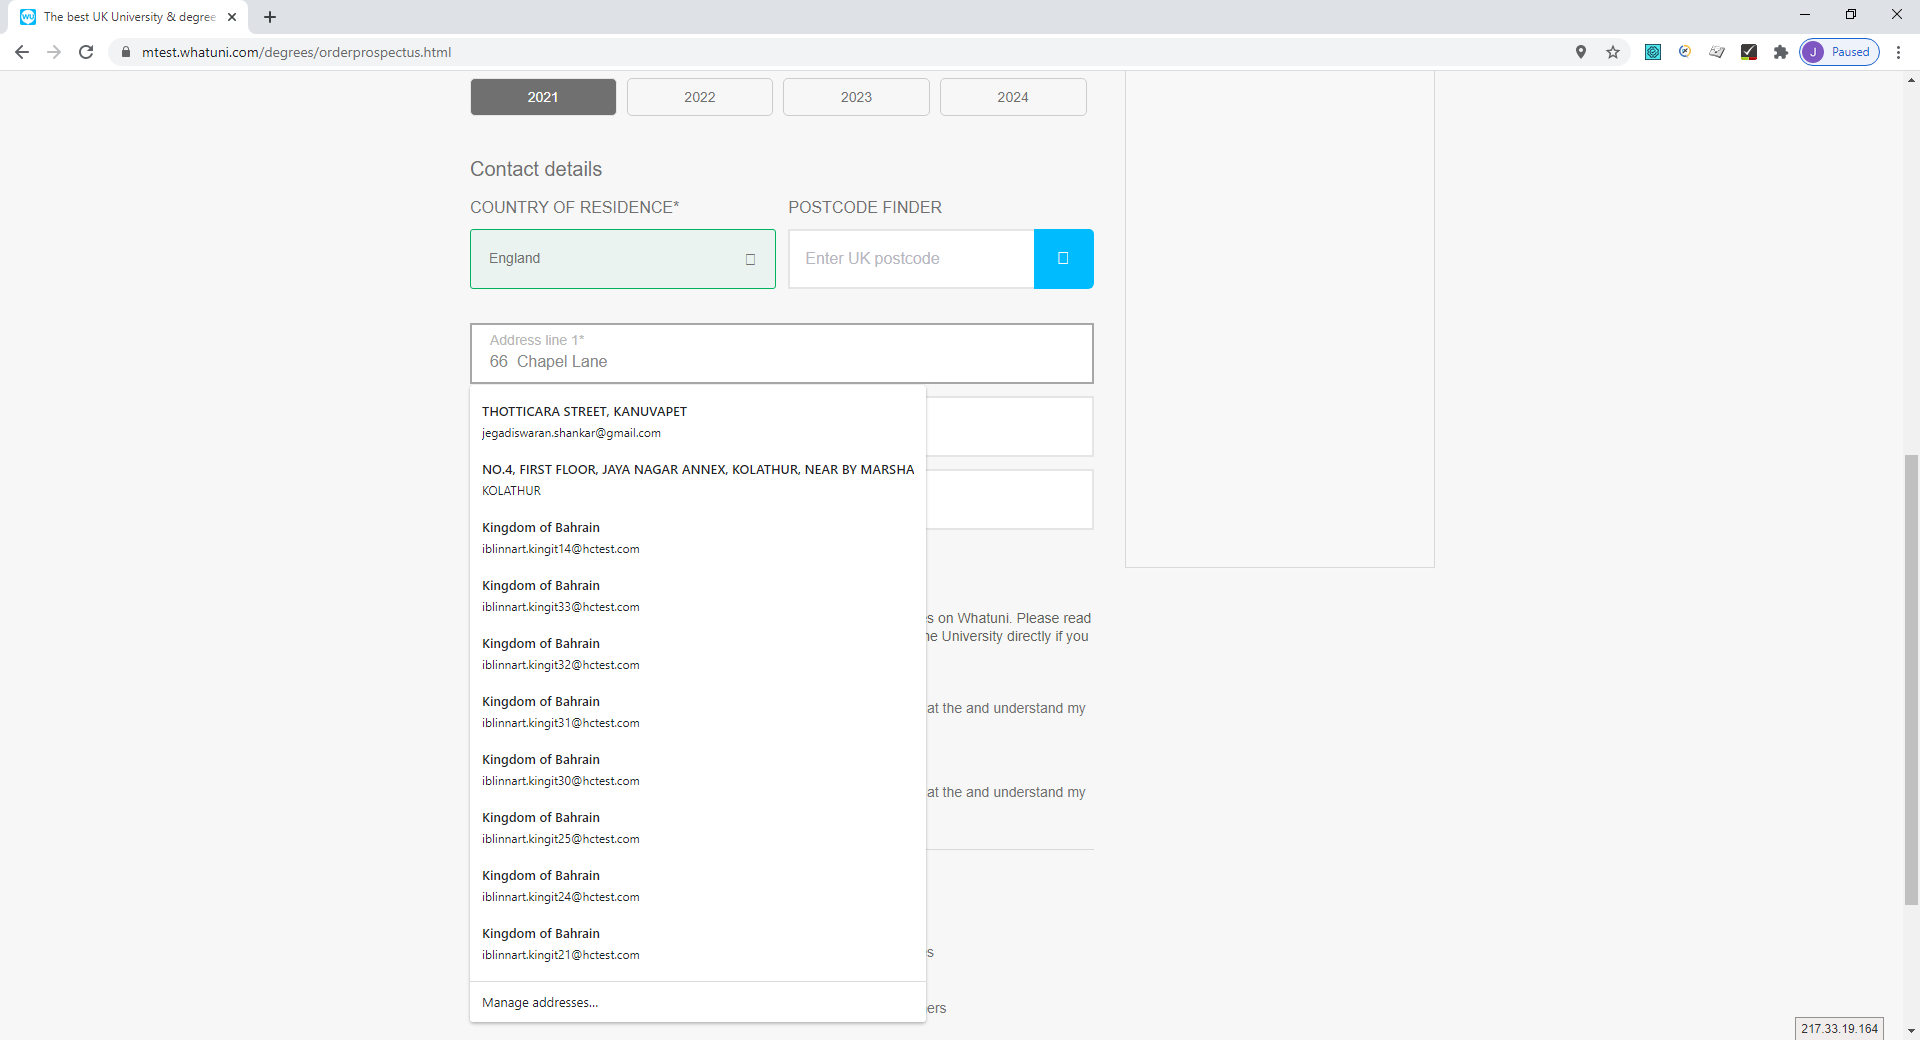 The best UK University & degree
mtest.whatuni.com/degrees/orderprospectus.html
J Paused
2021 2022 2023 2024
Contact details
COUNTRY OF RESIDENCE* POSTCODE FINDER
England Enter UK postcode
Address line 1*
66 Chapel Lane
THOTTICARA STREET, KANUVAPET
jegadiswaran.shankar@gmail.com
NO.4, FIRST FLOOR, JAYA NAGAR ANNEX, KOLATHUR, NEAR BY MARSHA
KOLATHUR
Kingdom of Bahrain
iblinnart.kingit14@hctest.com
Kingdom of Bahrain
iblinnart.kingit33@hctest.com
s on Whatuni. Please read
he University directly if you
Kingdom of Bahrain
iblinnart.kingit32@hctest.com
Kingdom of Bahrain
at the and understand my
iblinnart.kingit31@hctest.com
Kingdom of Bahrain
iblinnart.kingit30@hctest.com
at the and understand my
Kingdom of Bahrain
iblinnart.kingit25@hctest.com
Kingdom of Bahrain
iblinnart.kingit24@hctest.com
Kingdom of Bahrain
iblinnart.kingit21@hctest.com
s
Manage addresses...
ers
217.33.19.164